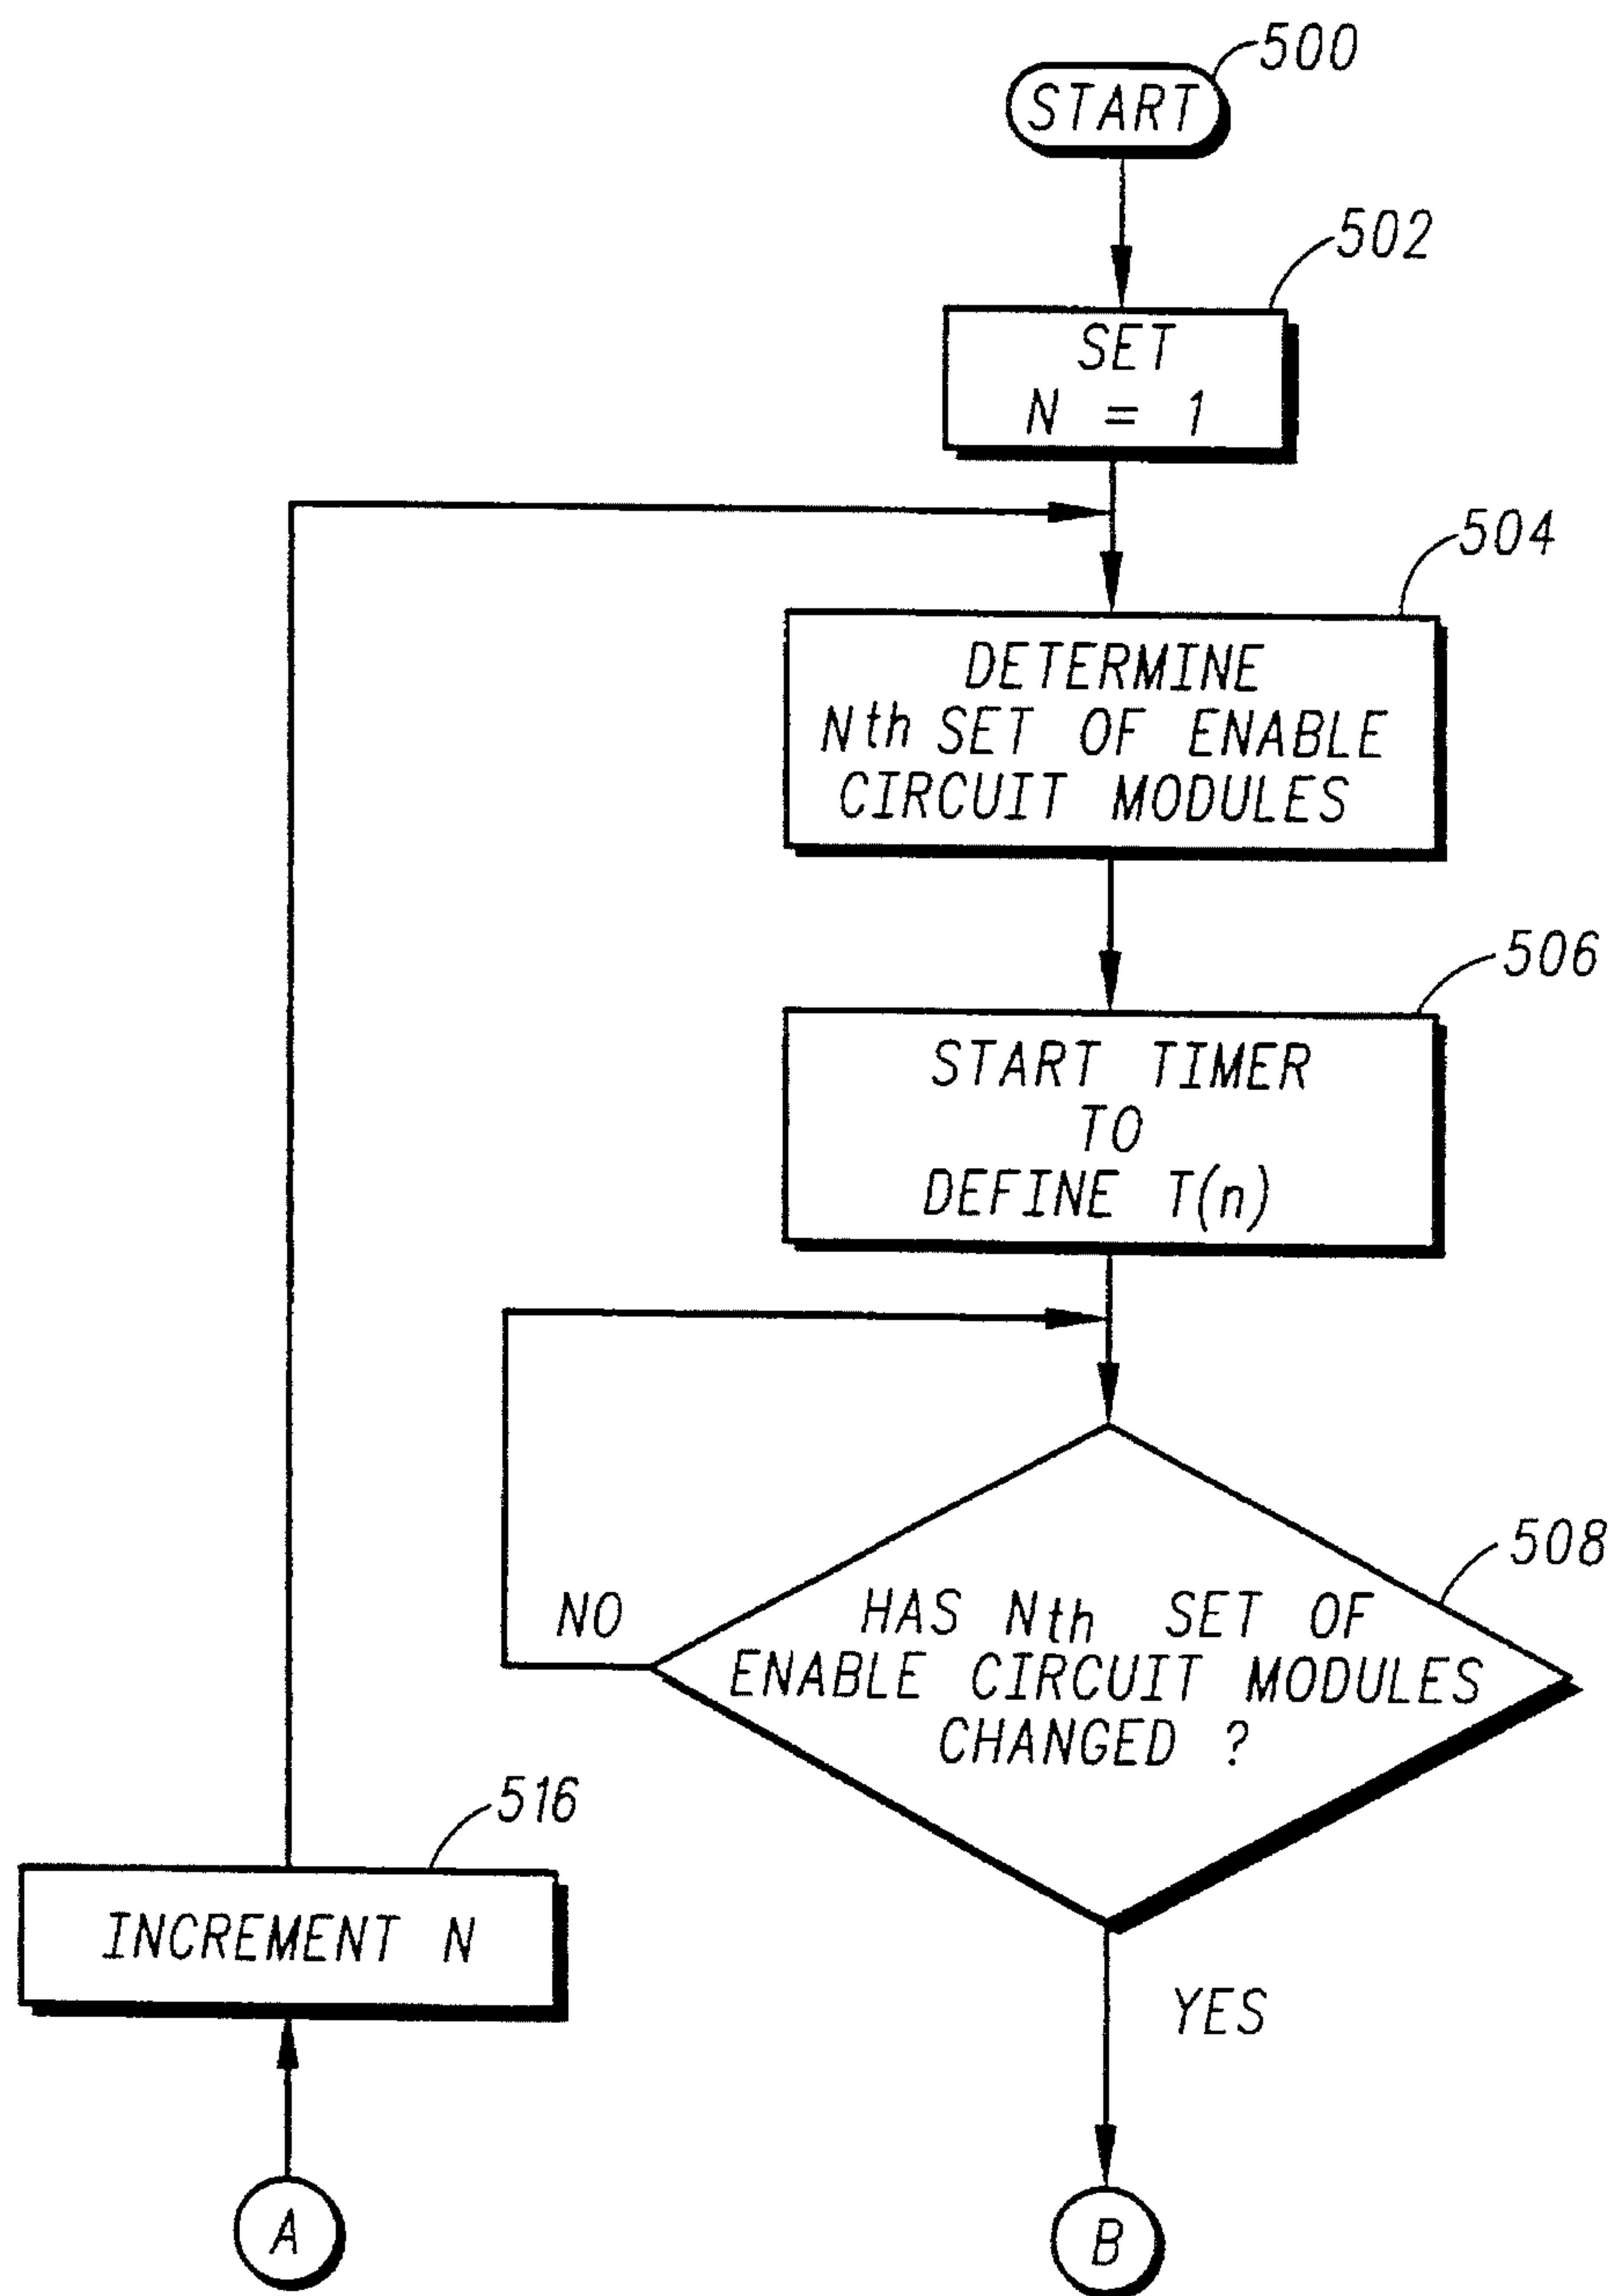 500
START
502
SET
N = 1
504
DETERMINE
Nth SET OF ENABLE
CIRCUIT MODULES
506
START TIMER
TO
DEFINE T(n)
508
NO
HAS Nth SET OF
ENABLE CIRCUIT MODULES
CHANGED ?
516
INCREMENT N
YES
A
B